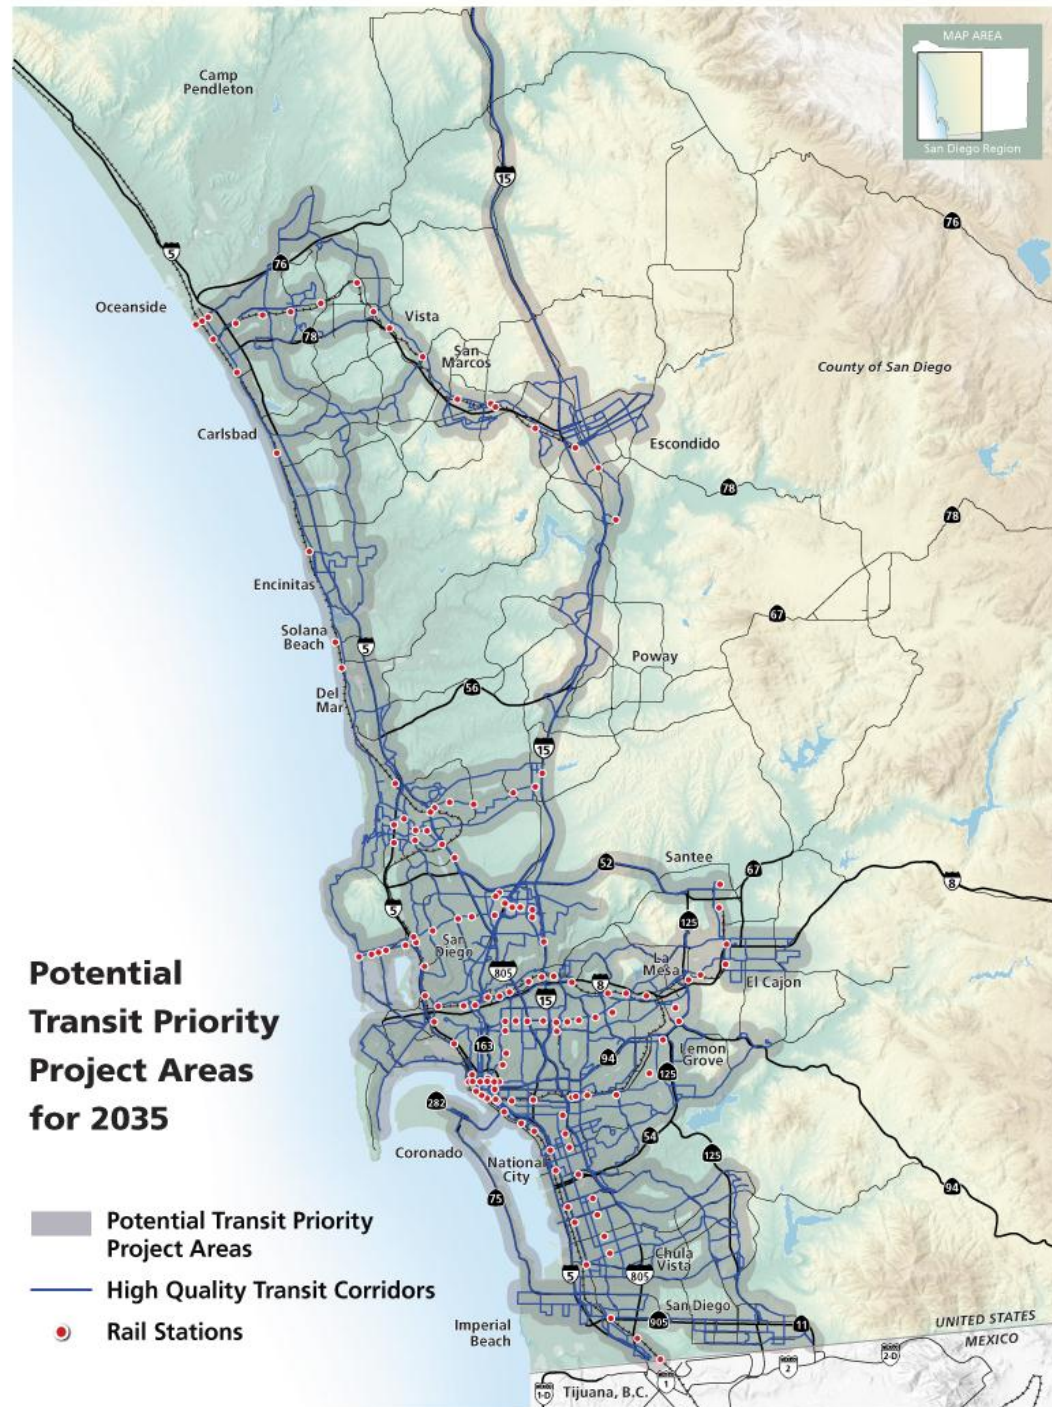 MAP AREA
San Diego Region
Camp
Pendleton
15
76
5
76
Oceanside
Vista
78
San
Marcos
County of San Diego
Carlsbad
Escondido
78
78
Encinitas
67
Solana
Beach
5
Poway
56
Del
Mar
15
52
Santee
67
8
5
125
San
Diego
La
Mesa
805
8
El Cajon
15
Potential
Transit Priority
Project Areas
for 2035
163
94
Lemon
Grove
125
282
54
Coronado
125
National
City
75
94
Potential Transit Priority
Project Areas
Chula
Vista
5
805
High Quality Transit Corridors
San Diego
905
11
Imperial
Beach
Rail Stations
UNITED STATES
MEXICO
2-D
2
1
1-D
Tijuana, B.C.